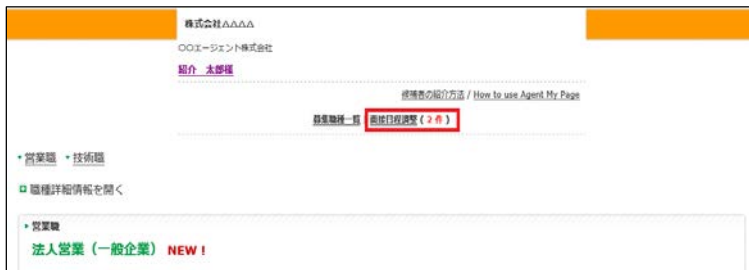 株式会社△△△△
○○エージェント株式会社
紹介 太郎様
候補者の紹介方法 / How to use Agent My Page
募集職種一覧 面接日程調整 ( 2 件 )
・営業職 ・技術職
職種詳細情報を開く
営業職
法人営業（一般企業） NEW !